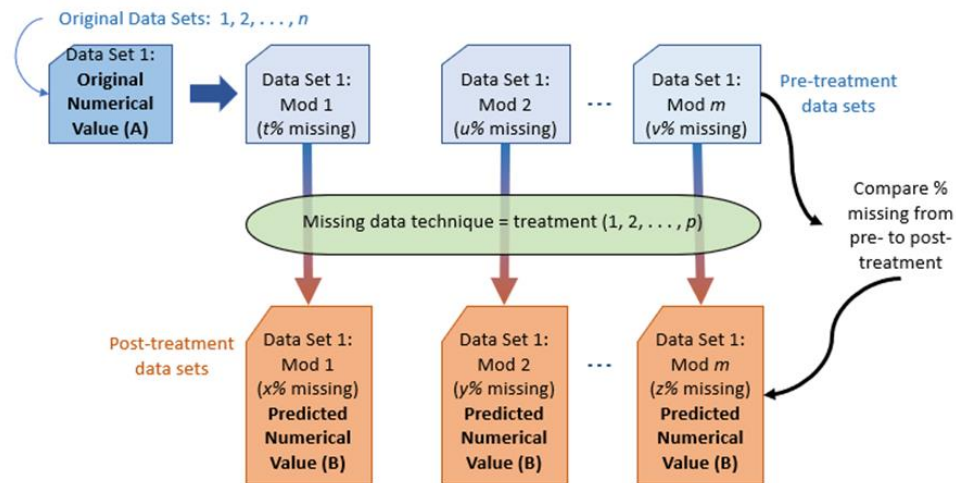 Original Data Sets: 1, 2, . . . , n
Data Set 1:
Original
Numerical
Value (A)
Data Set 1:
Mod 1
(t% missing)
Data Set 1:
Mod 2
(u% missing)
...
Data Set 1:
Mod m
(v% missing)
Pre-treatment
data sets
Missing data technique = treatment (1, 2, . . . , p)
Compare %
missing from
pre- to post-
treatment
Post-treatment
data sets
Data Set 1:
Mod 1
(x% missing)
Predicted
Numerical
Value (B)
Data Set 1:
Mod 2
(y% missing)
Predicted
Numerical
Value (B)
...
Data Set 1:
Mod m
(z% missing)
Predicted
Numerical
Value (B)